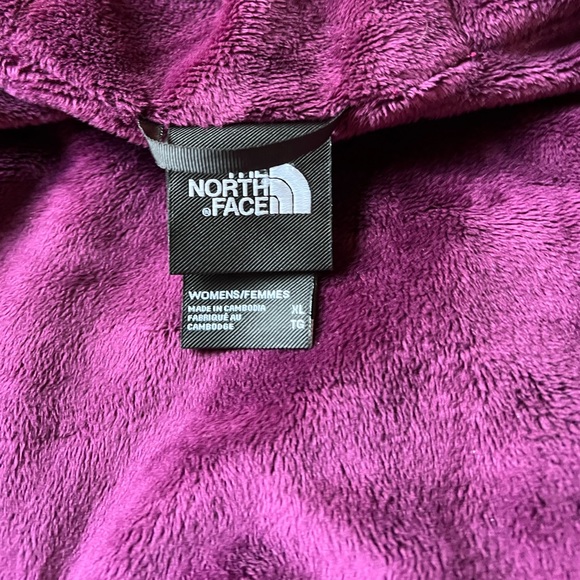 THE
NORTH
®FACE
WOMENS/FEMMES
MADE IN CAMBODIA XL
FABRIQUÉ AU TG
CAMBODGE